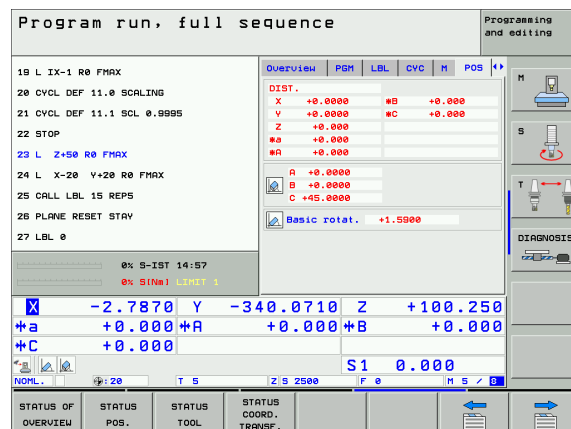 Program run, full sequence
Programming and editing
19 L IX-1 R0 FMAX
20 CYCL DEF 11.0 SCALING
21 CYCL DEF 11.1 SCL 0.9995
22 STOP
23 L Z+50 R0 FMAX
24 L X-20 Y+20 R0 FMAX
25 CALL LBL 15 REP5
26 PLANE RESET STAY
27 LBL 0
Overview PGM LBL CYC M POS
DIST.
X +0.0000 *B +0.000
Y +0.0000 *C +0.000
Z +0.000
*a +0.000
*A +0.000
A +0.0000
B +0.0000
C +45.0000
Basic rotat. +1.5900
0% S-IST 14:57
0% S[Nm] LIMIT 1
X -2.7870 Y -340.0710 Z +100.250
*a +0.000 *A +0.000 *B +0.000
*C +0.000
S1 0.000
NOML. : 20 T 5 Z S 2500 F 0 M 5 / 8
M
S
T
DIAGNOSIS
STATUS OF OVERVIEW
STATUS POS.
STATUS TOOL
STATUS COORD. TRANSF.